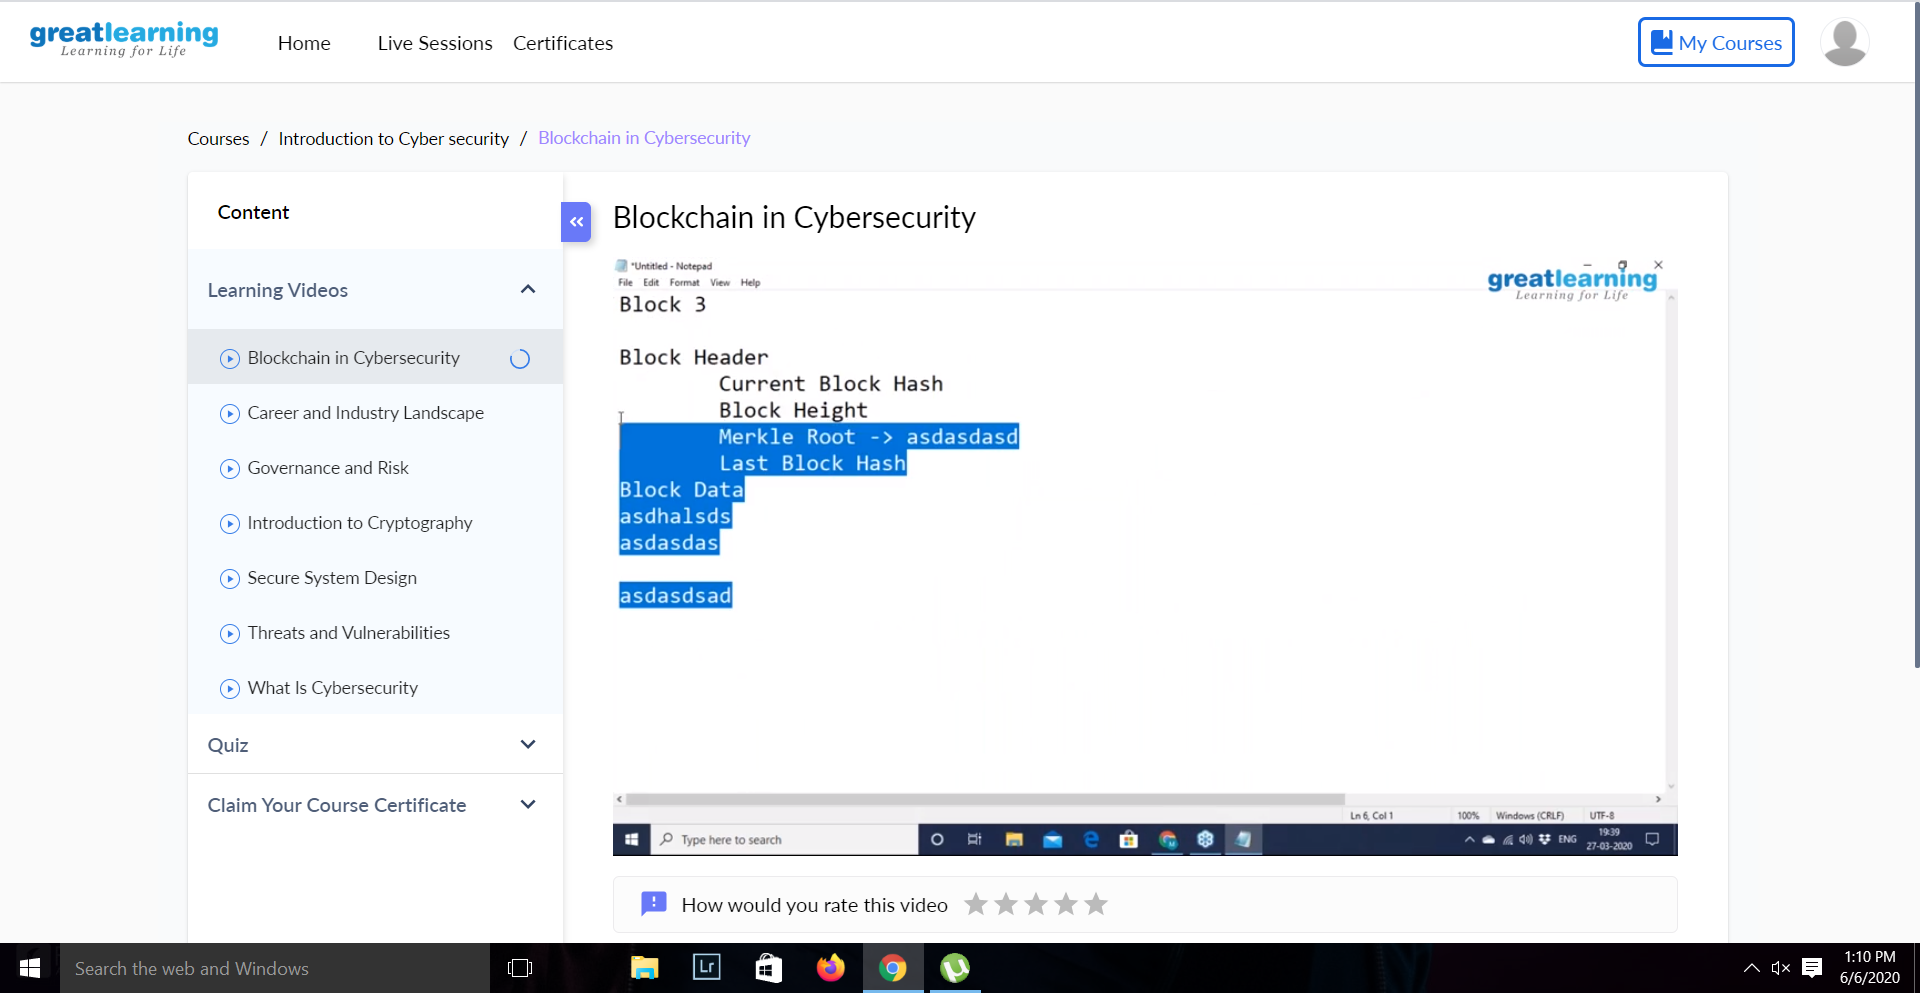 greatlearning
Learning for Life
Home
Live Sessions
Certificates
My Courses
Courses / Introduction to Cyber security / Blockchain in Cybersecurity
Content
Learning Videos
Blockchain in Cybersecurity
Career and Industry Landscape
Governance and Risk
Introduction to Cryptography
Secure System Design
Threats and Vulnerabilities
What Is Cybersecurity
Quiz
Claim Your Course Certificate
Blockchain in Cybersecurity
*Untitled - Notepad
File Edit Format View Help
greatlearning
Learning for Life
Block 3
Block Header
Current Block Hash
Block Height
Merkle Root -> asdasdasd
Last Block Hash
Block Data
asdhalsds
asdasdas
asdasdsad
Ln 6, Col 1
100%
Windows (CRLF)
UTF-8
Type here to search
ENG
19:39
27-03-2020
How would you rate this video
Search the web and Windows
Lr
1:10 PM
6/6/2020